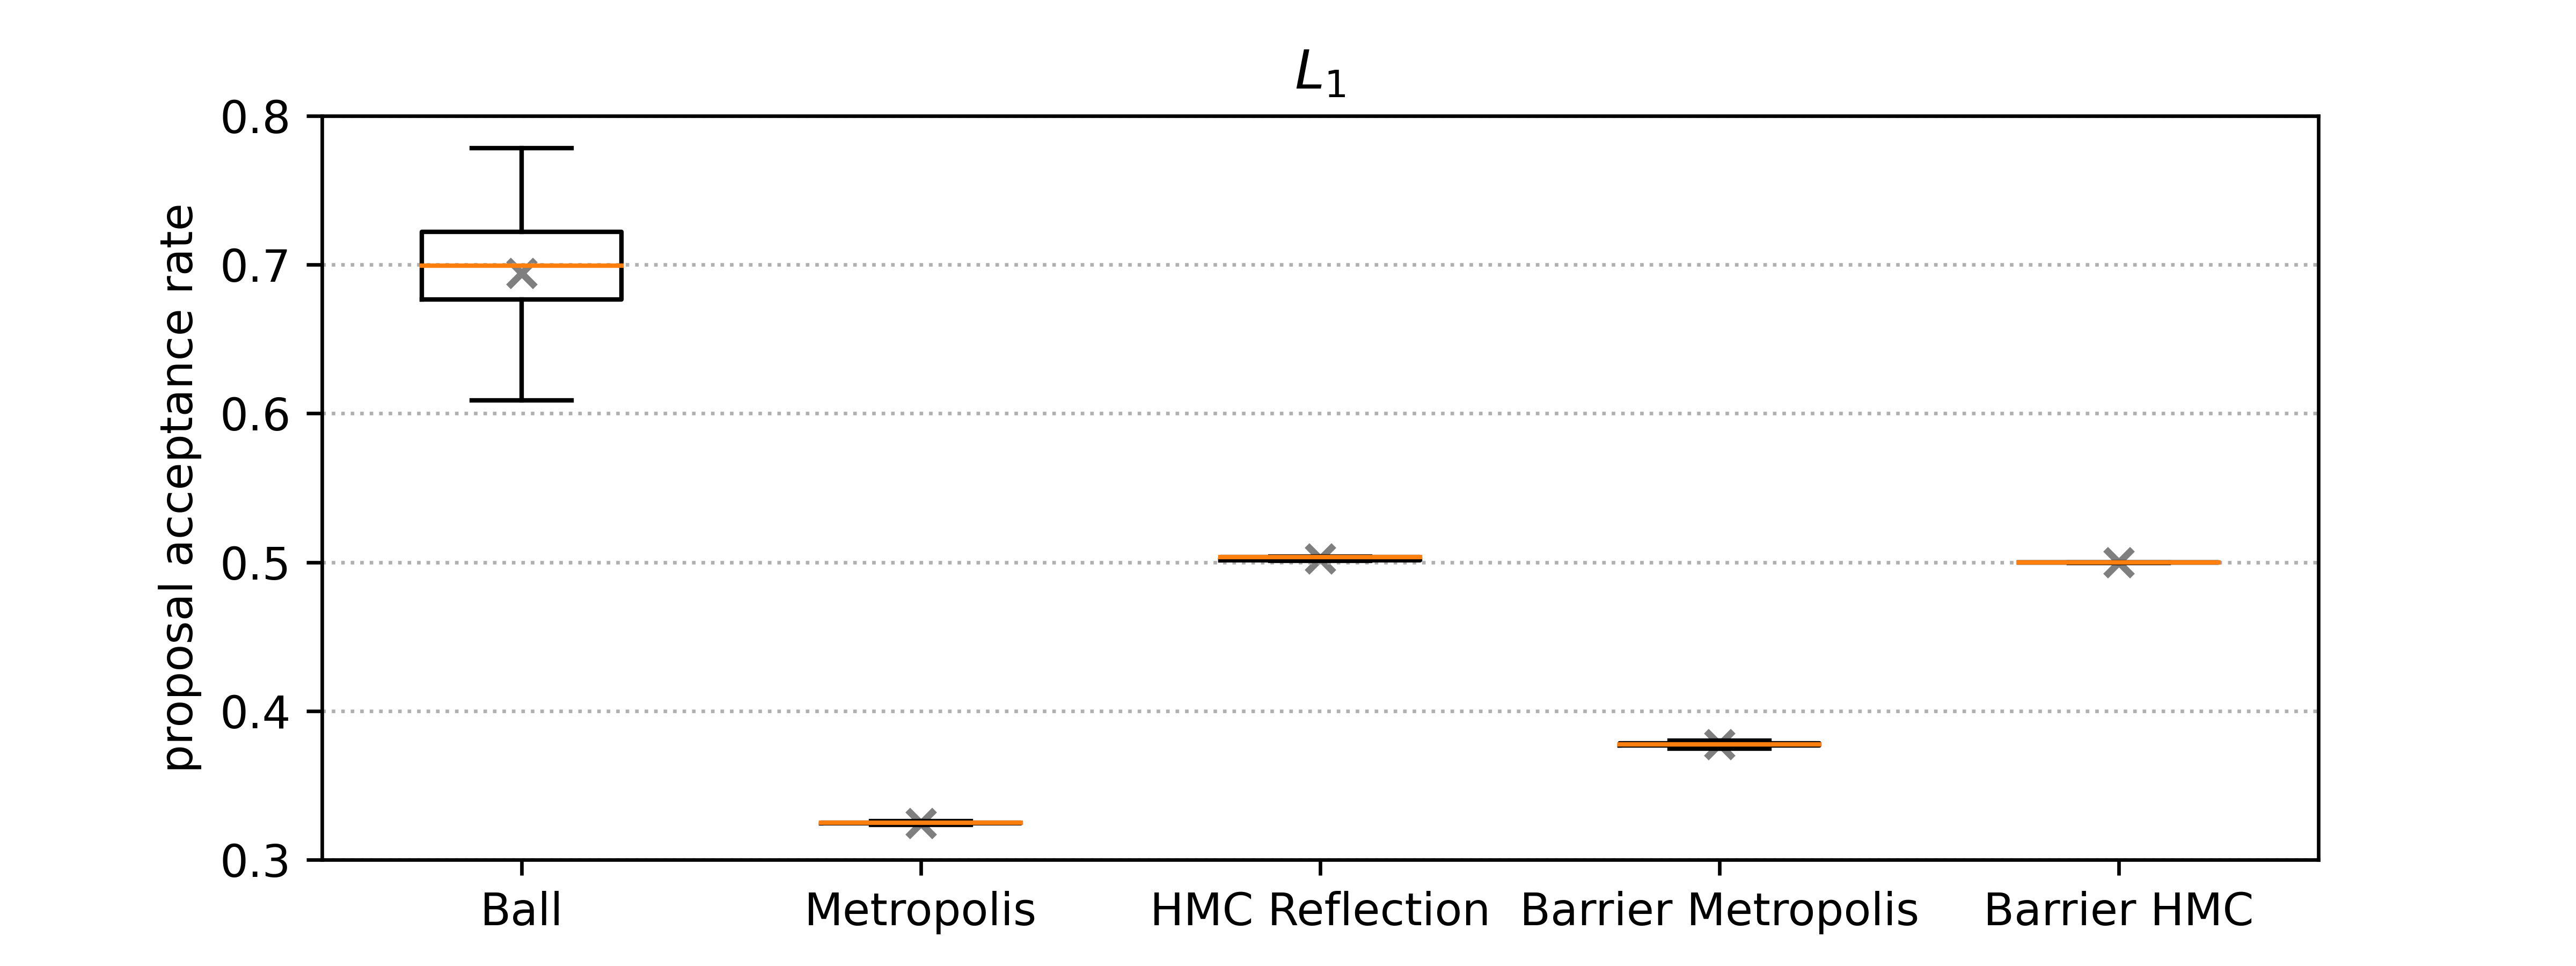 L₁
proposal acceptance rate
0.8
0.7
0.6
0.5
0.4
0.3
Ball Metropolis HMC Reflection Barrier Metropolis Barrier HMC